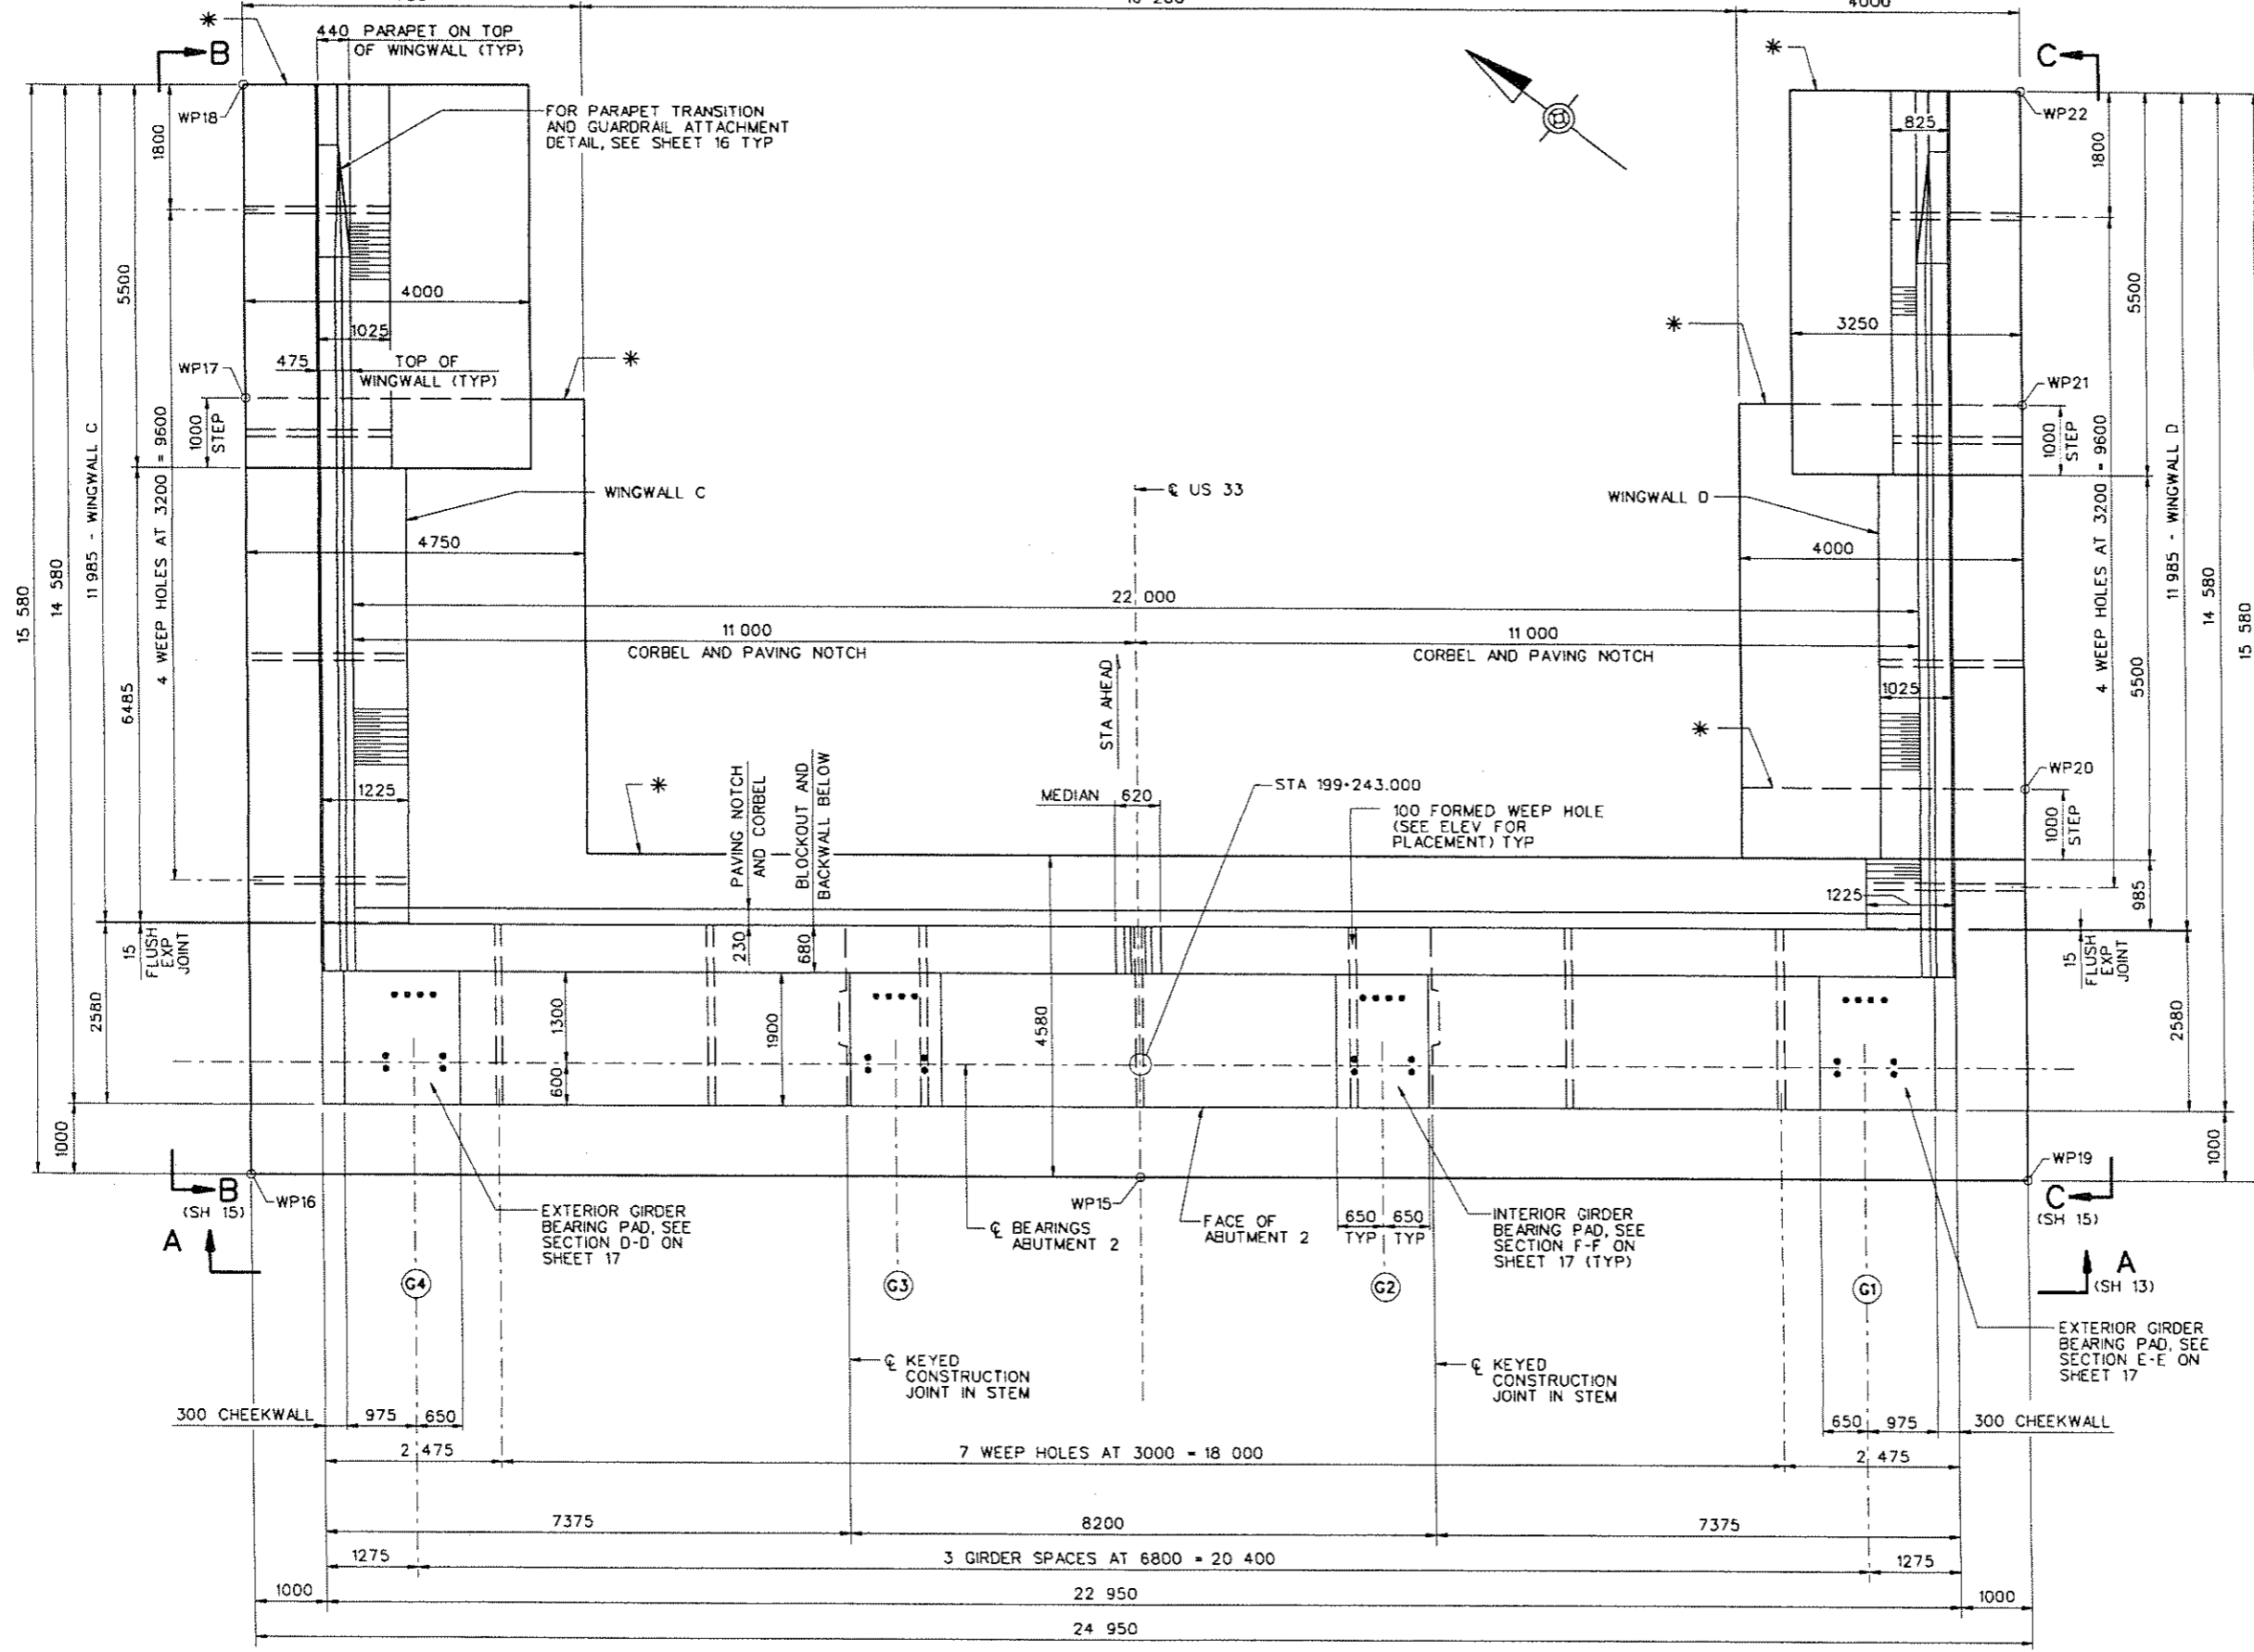 4000
440 PARAPET ON TOP
OF WINGWALL (TYP)
B
C
WP18
WP22
FOR PARAPET TRANSITION
AND GUARDRAIL ATTACHMENT
DETAIL, SEE SHEET 16 TYP
825
1800
1800
5500
5500
4000
1025
3250
475 TOP OF
WINGWALL (TYP)
WP17
WP21
1000
STEP
1000
STEP
15 580
14 580
11 985 - WINGWALL C
4 WEEP HOLES AT 3200 = 9600
4 WEEP HOLES AT 3200 = 9600
11 985 - WINGWALL D
14 580
15 580
WINGWALL C
℄ US 33
WINGWALL D
4750
4000
22 000
11 000
CORBEL AND PAVING NOTCH
11 000
CORBEL AND PAVING NOTCH
6485
5500
1025
STA AHEAD
1225
PAVING NOTCH
AND CORBEL
BLOCKOUT AND
BACKWALL BELOW
MEDIAN 620
STA 199+243.000
100 FORMED WEEP HOLE
(SEE ELEV FOR
PLACEMENT) TYP
WP20
1000
STEP
1225
985
15
FLUSH
EXP
JOINT
230
680
15
FLUSH
EXP
JOINT
2580
1300
600
1900
4580
2580
1000
1000
B
(SH 15)
WP16
WP15
WP19
C
(SH 15)
A
EXTERIOR GIRDER
BEARING PAD, SEE
SECTION D-D ON
SHEET 17
℄ BEARINGS
ABUTMENT 2
FACE OF
ABUTMENT 2
650 650
TYP TYP
INTERIOR GIRDER
BEARING PAD, SEE
SECTION F-F ON
SHEET 17 (TYP)
A
(SH 13)
G4
G3
G2
G1
EXTERIOR GIRDER
BEARING PAD, SEE
SECTION E-E ON
SHEET 17
℄ KEYED
CONSTRUCTION
JOINT IN STEM
℄ KEYED
CONSTRUCTION
JOINT IN STEM
300 CHEEKWALL 975 650
650 975 300 CHEEKWALL
2 475
7 WEEP HOLES AT 3000 = 18 000
2 475
7375
8200
7375
1275
3 GIRDER SPACES AT 6800 = 20 400
1275
1000
22 950
1000
24 950